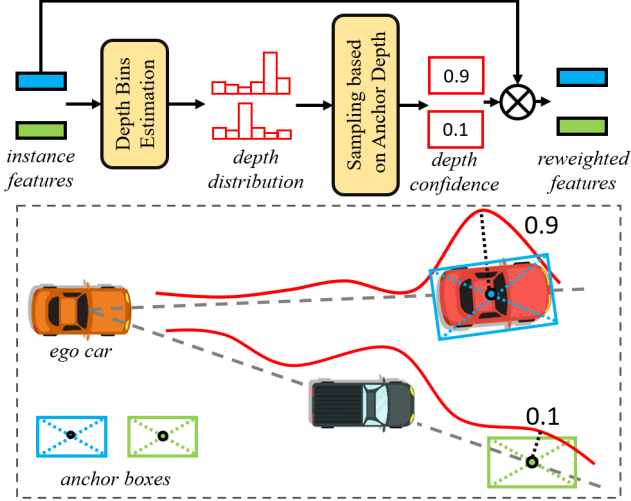 Depth Bins
Estimation
Sampling based
on Anchor Depth
0.9
0.1
instance
features
depth
distribution
depth
confidence
reweighted
features
0.9
ego car
0.1
anchor boxes